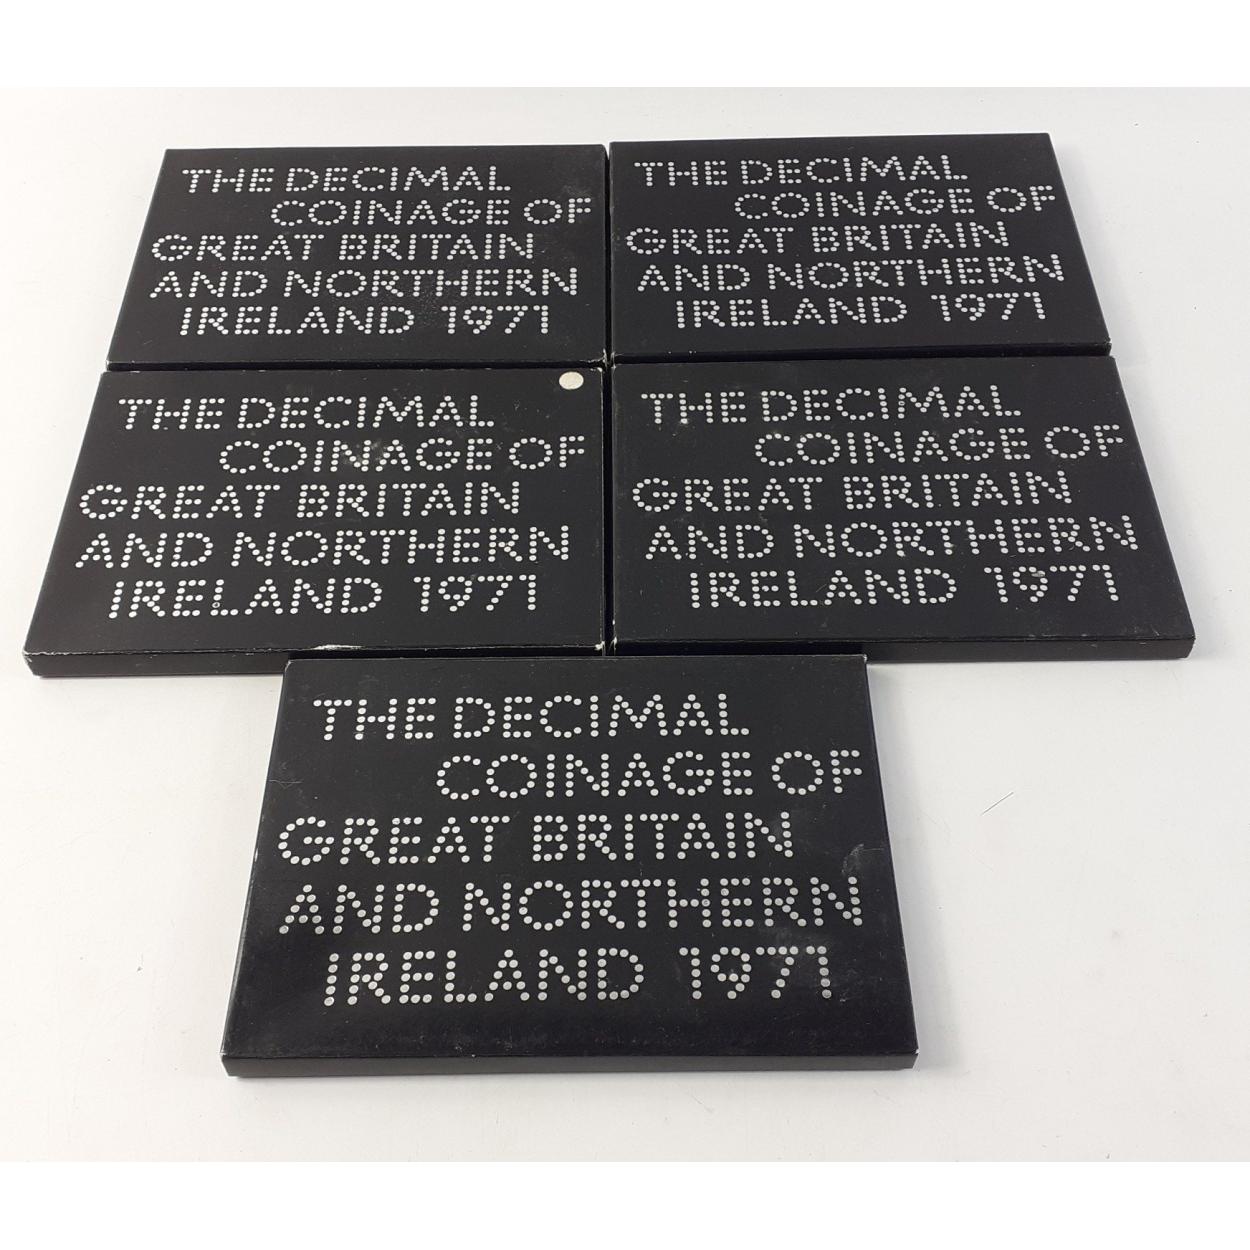 THE DECIMAL
COINAGE OF
GREAT BRITAIN
AND NORTHERN
IRELAND 1971
THE DECIMAL
COINAGE OF
GREAT BRITAIN
AND NORTHERN
IRELAND 1971
THE DECIMAL
COINAGE OF
GREAT BRITAIN
AND NORTHERN
IRELAND 1971
THE DECIMAL
COINAGE OF
GREAT BRITAIN
AND NORTHERN
IRELAND 1971
THE DECIMAL
COINAGE OF
GREAT BRITAIN
AND NORTHERN
IRELAND 1971